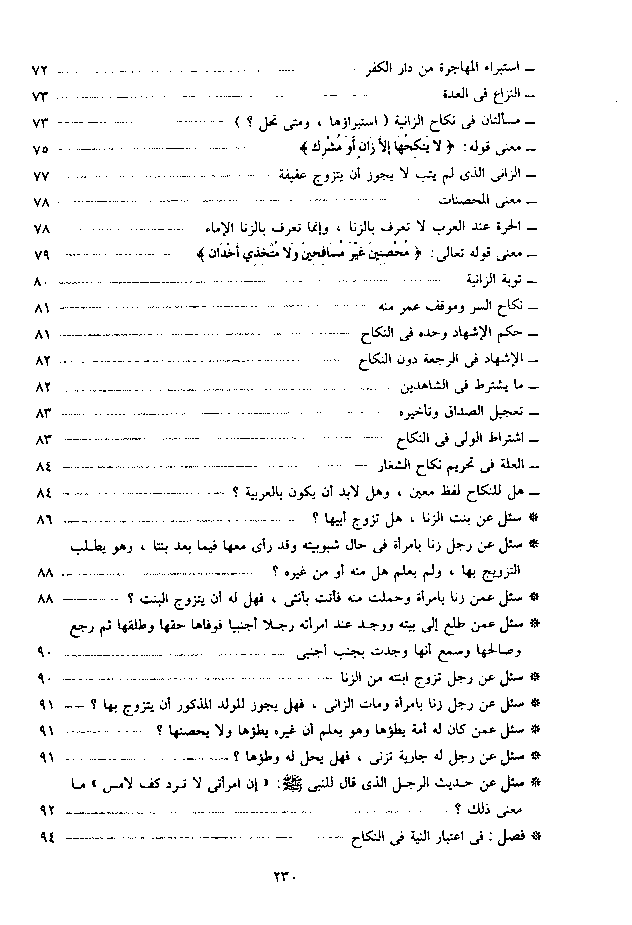 – استبراء المهاجرة من دار الكفر ٧٢
– النزاع فى العدة ٧٣
– مسألتان فى نكاح الزانية ( استبراؤها ، ومتى تحل ؟ ) ٧٣
– معنى قوله: ﴿ لا يَنكِحُهَا إِلاَّ زَانٍ أَوْ مُشْرِك ﴾ ٧٥
– الزانى الذى لم يتب لا يجوز أن يتزوج عفيفة ٧٧
– معنى المحصنات ٧٨
– الحرة عند العرب لا تعرف بالزنا ، وإنما تعرف بالزنا الإماء ٧٨
– معنى قوله تعالى: ﴿ مُحْصِنِينَ غَيْرَ مُسَافِحِينَ وَلا مُتَّخِذِي أَخْدَان ﴾ ٧٩
– توبة الزانية ٨٠
– نكاح السر وموقف عمر منه ٨١
– حكم الإشهاد وحده فى النكاح ٨١
– الإشهاد فى الرجعة دون النكاح ٨٢
– ما يشترط فى الشاهدين ٨٢
– تعجيل الصداق وتأخيره ٨٣
– اشتراط الولى فى النكاح ٨٣
– العلة فى تحريم نكاح الشغار ٨٤
– هل للنكاح لفظ معين ، وهل لابد أن يكون بالعربية ؟ ٨٤
* سئل عن بنت الزنا ، هل تزوج أبيها ؟ ٨٦
* سئل عن رجل زنا بامرأة فى حال شبوبيته وقد رأى معها فيما بعد بنتا ، وهو يطلب
التزويج بها ، ولم يعلم هل منه أو من غيره ؟ ٨٨
* سئل عمن زنا بامرأة وحملت منه فأتت بأنثى ، فهل له أن يتزوج البنت ؟ ٨٨
* سئل عمن طلع إلى بيته ووجد عند امرأته رجلا أجنبيا فوفاها حقها وطلقها ثم رجع
وصالحها وسمع أنها وجدت بجنب أجنبى ٩٠
* سئل عن رجل تزوج ابنته من الزنا ٩٠
* سئل عن رجل زنا بامرأة ومات الزانى ، فهل يجوز للولد المذكور أن يتزوج بها ؟ ٩١
* سئل عمن كان له أمة يطؤها وهو يعلم أن غيره يطؤها ولا يحصنها ؟ ٩١
* سئل عن رجل له جارية تزنى ، فهل يحل له وطؤها ؟ ٩١
* سئل عن حديث الرجل الذى قال للنبى ﷺ: « إن امرأتى لا ترد كف لامس » ما
معنى ذلك ؟ ٩٢
* فصل : فى اعتبار النية فى النكاح ٩٤
٢٣٠